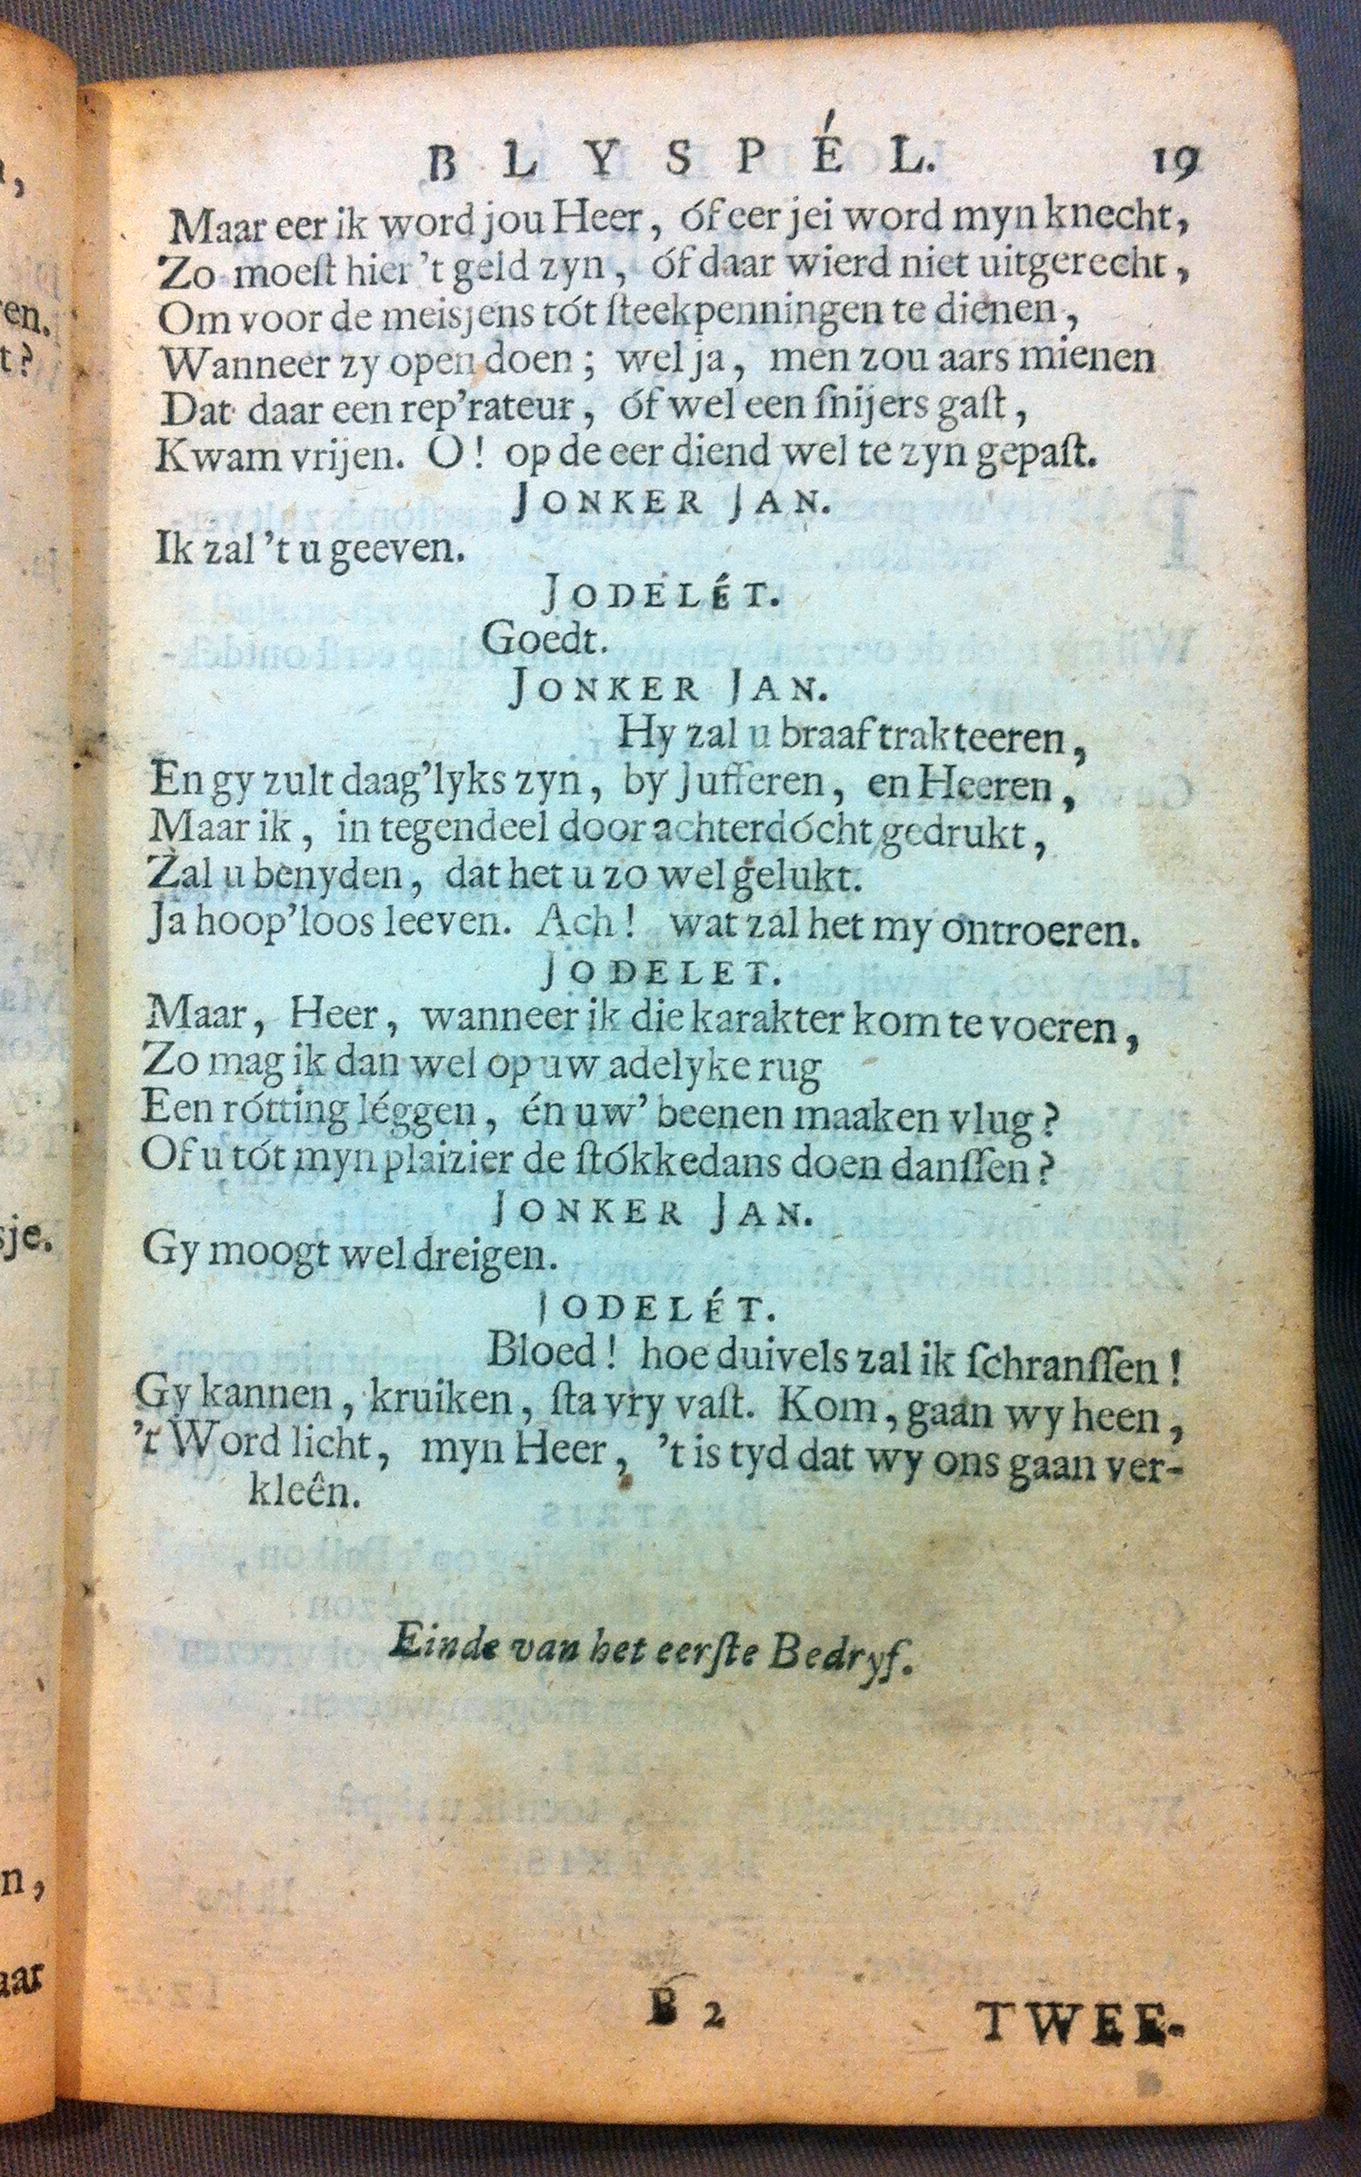 BLYSPÉL. 19
Maar eer ik word jou Heer, óf eer jei word myn knecht,
Zo moeſt hier 't geld zyn, óf daar wierd niet uitgerecht,
Om voor de meisjens tót ſteekpenningen te dienen,
Wanneer zy open doen; wel ja, men zou aars mienen
Dat daar een rep'rateur, óf wel een ſnijers gaſt,
Kwam vrijen. O! op de eer diend wel te zyn gepaſt.
JONKER JAN.
Ik zal 't u geeven.
JODELÉT.
Goedt.
JONKER JAN.
Hy zal u braaf trakteeren,
En gy zult daag'lyks zyn, by Jufferen, en Heeren,
Maar ik, in tegendeel door achterdócht gedrukt,
Zal u benyden, dat het u zo wel gelukt.
Ja hoop'loos leeven. Ach! wat zal het my ontroeren.
JODELET.
Maar, Heer, wanneer ik die karakter kom te voeren,
Zo mag ik dan wel op uw adelyke rug
Een rótting léggen, én uw' beenen maaken vlug?
Of u tót myn plaizier de ſtókkedans doen danſſen?
JONKER JAN.
Gy moogt wel dreigen.
JODELÉT.
Bloed! hoe duivels zal ik ſchranſſen!
Gy kannen, kruiken, ſta vry vaſt. Kom, gaan wy heen,
't Word licht, myn Heer, 't is tyd dat wy ons gaan ver-
kleên.
Einde van het eerſte Bedryf.
B 2 TWEE-
n,
en.
t?
sje.
n,
aar